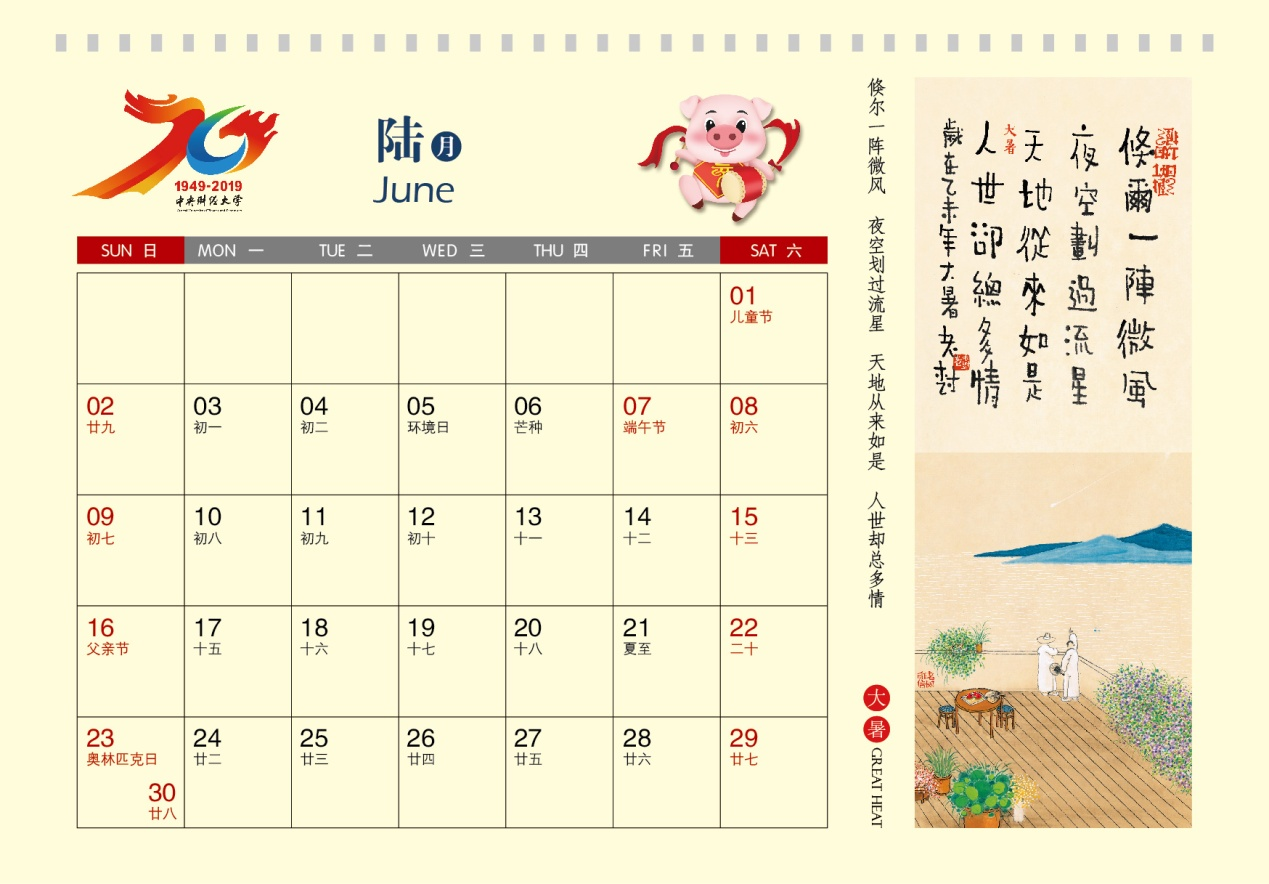 1949-2019
中央财经大学
陆月
June
SUN 日 MON 一 TUE 二 WED 三 THU 四 FRI 五 SAT 六
01
儿童节
02 03 04 05 06 07 08
廿九 初一 初二 环境日 芒种 端午节 初六
09 10 11 12 13 14 15
初七 初八 初九 初十 十一 十二 十三
16 17 18 19 20 21 22
父亲节 十五 十六 十七 十八 夏至 二十
23 24 25 26 27 28 29
奥林匹克日 廿二 廿三 廿四 廿五 廿六 廿七
30
廿八
倏尔一阵微风 夜空划过流星 天地从来如是 人世却总多情
大暑 GREAT HEAT
倏爾一陣微風
夜空劃過流星
天地從來如是
大暑
人世卻總多情
歲在乙未年大暑老樹